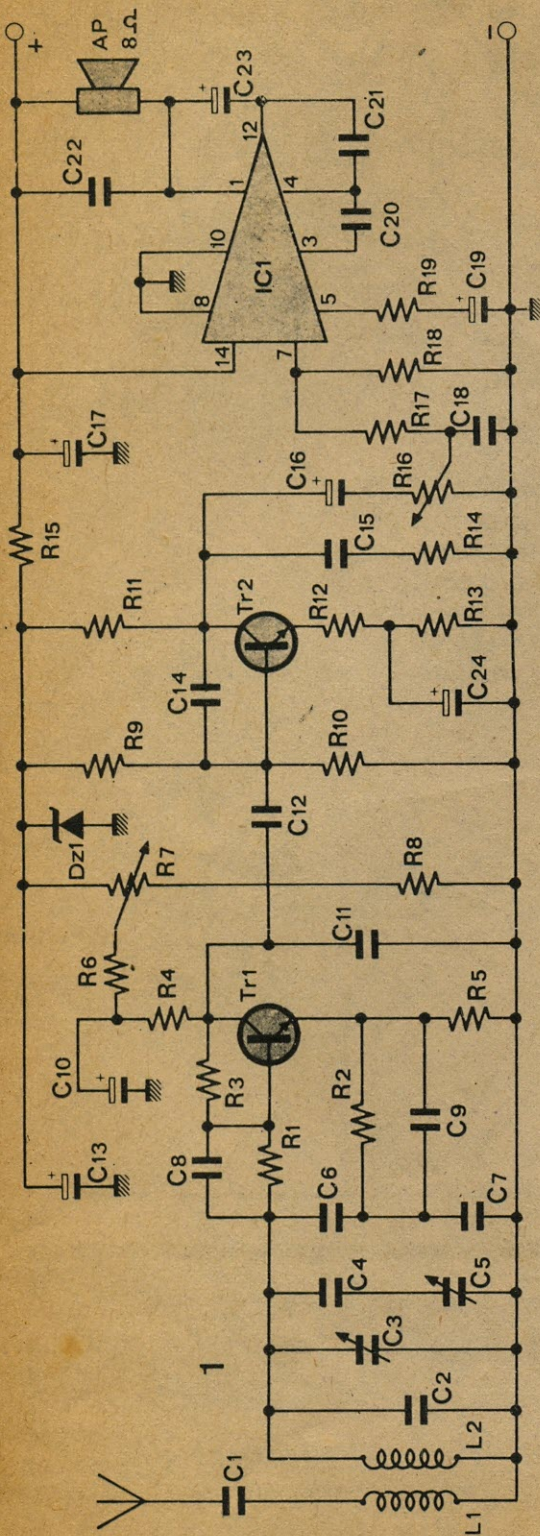 +
AP
8Ω
C22
+
C23
12
1
4
C21
10
8
IC1
3
C20
5
14
7
R19
+
C19
R18
R17
C18
+
C17
R15
C16
+
R16
C15
R14
R11
Tr2
R12
R13
C14
+
C24
R9
R10
C12
Dz1
R7
R8
R6
R4
C11
C10
+
Tr1
R5
R3
R2
C9
+
C13
C8
R1
C6
C7
C4
C5
C3
1
C2
C1
L2
L1
−